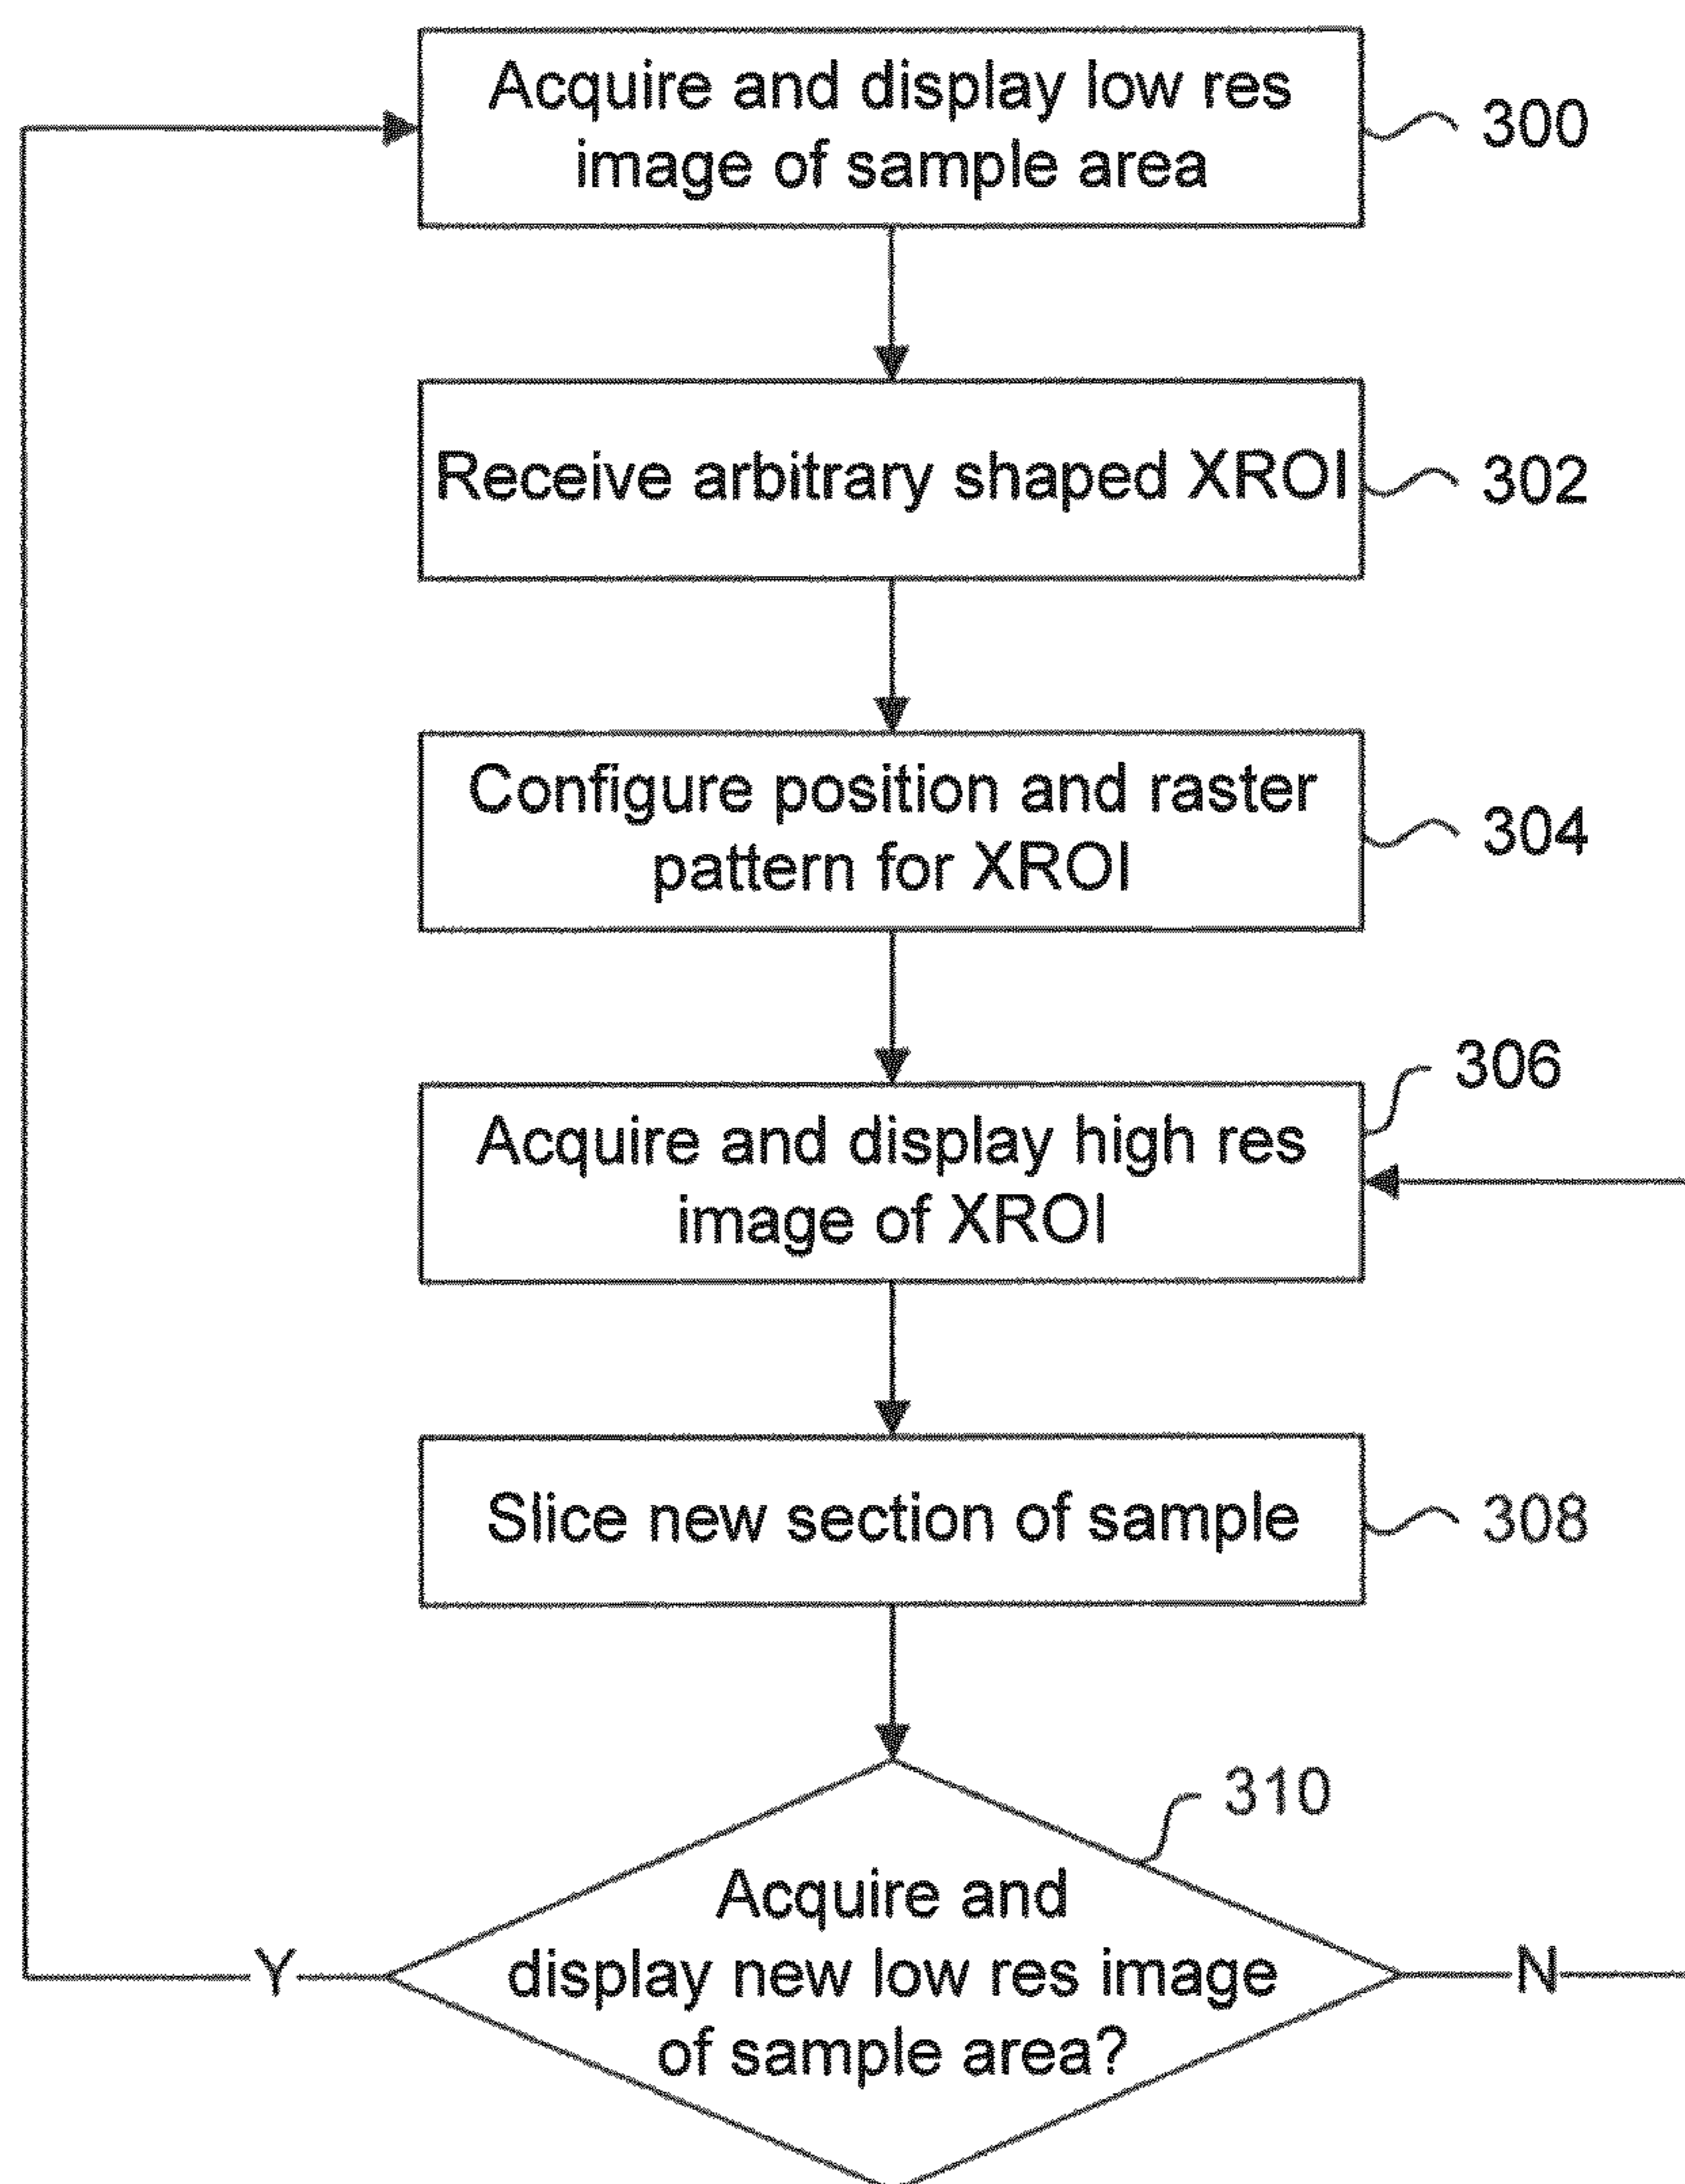 Acquire and display low res
image of sample area
300
Receive arbitrary shaped XROI
302
Configure position and raster
pattern for XROI
304
306
Acquire and display high res
image of XROI
Slice new section of sample
308
310
Acquire and
display new low res image
of sample area?
Y
N